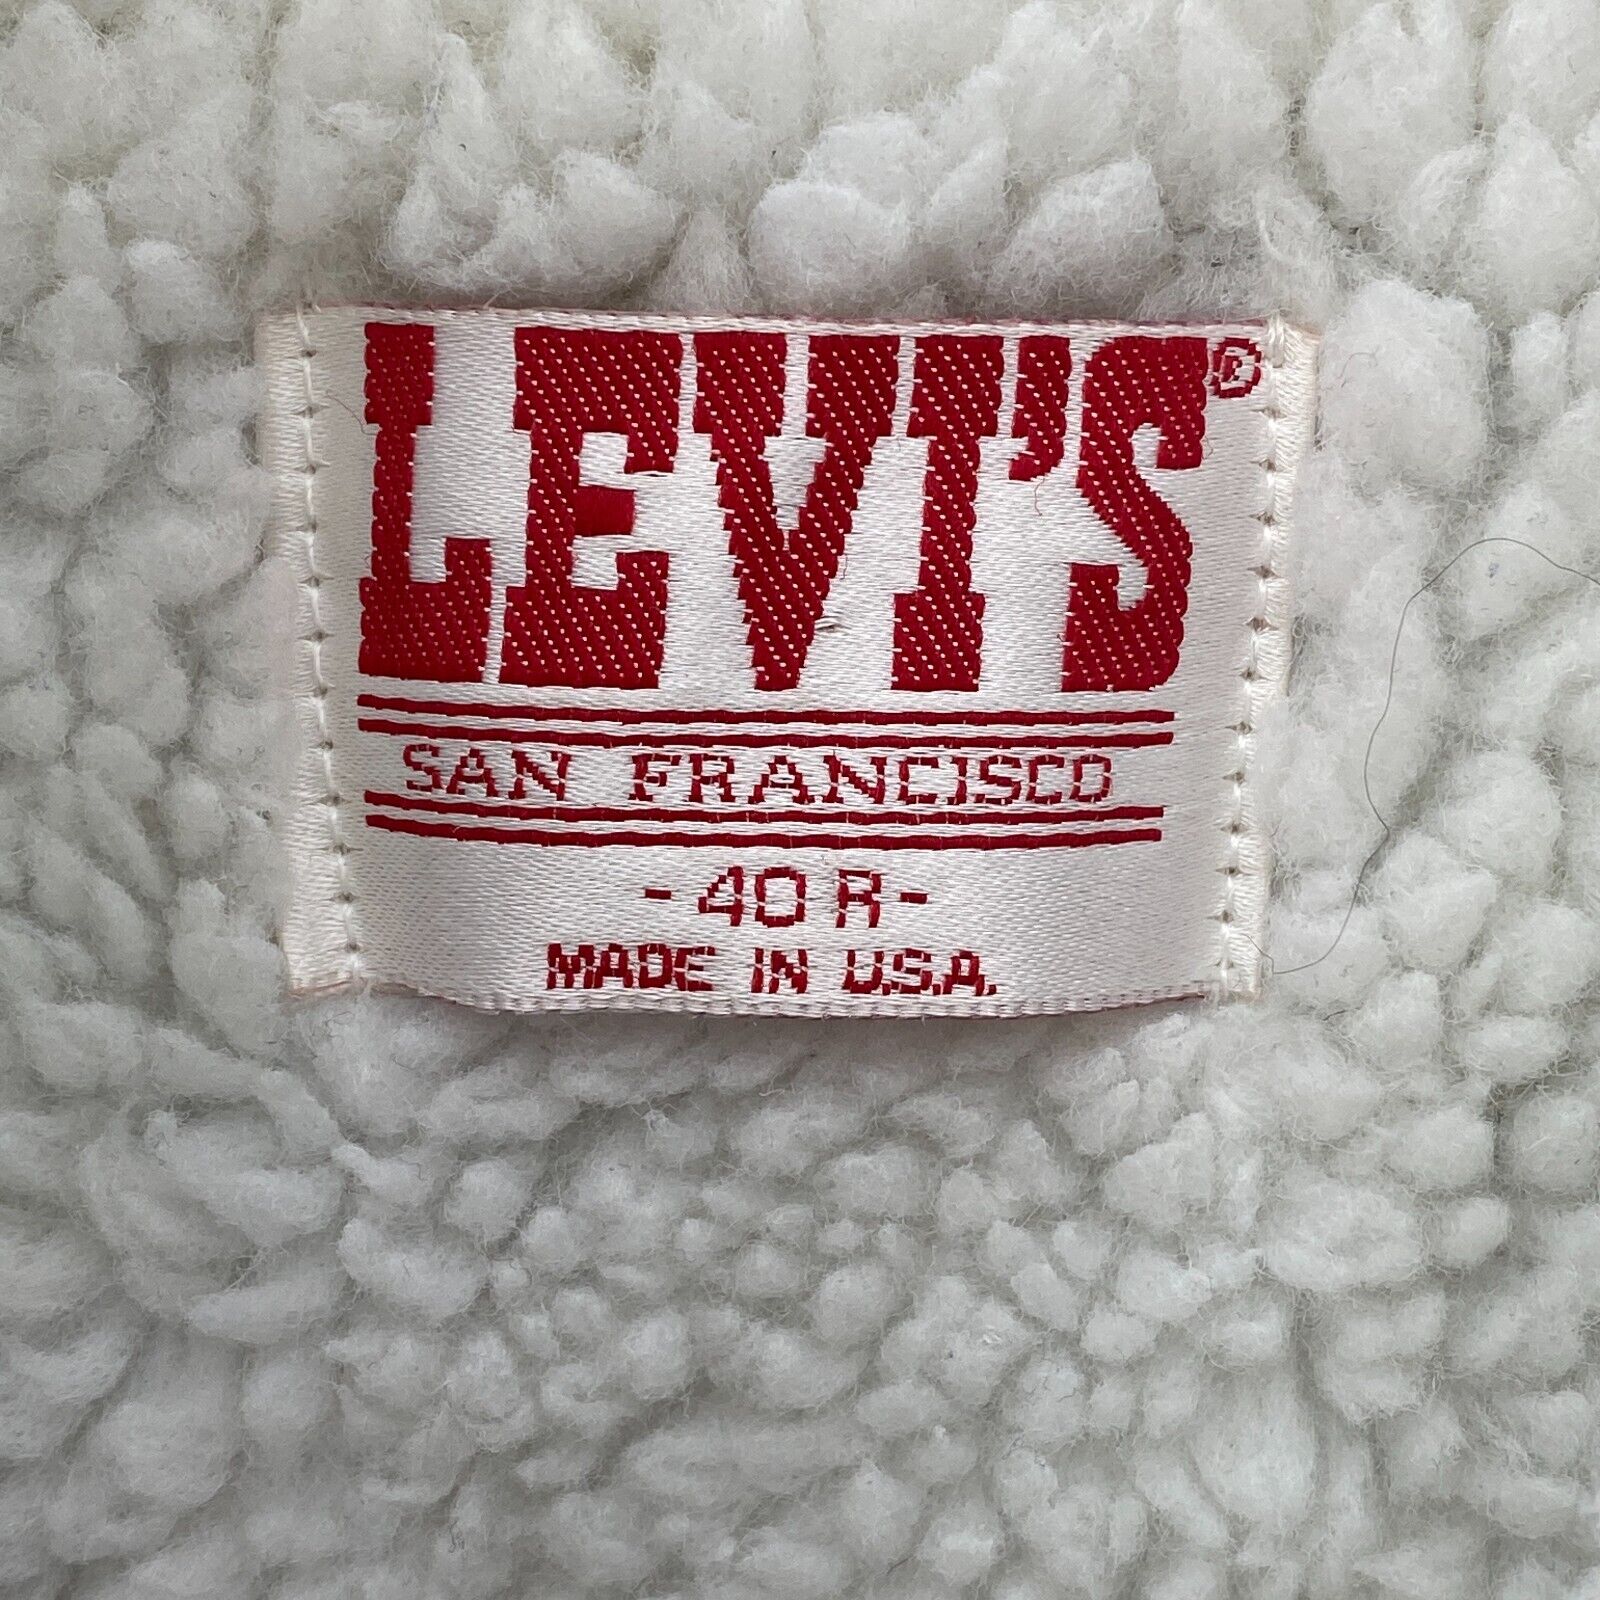 LEVI'S®
SAN FRANCISCO
-40 R-
MADE IN U.S.A.